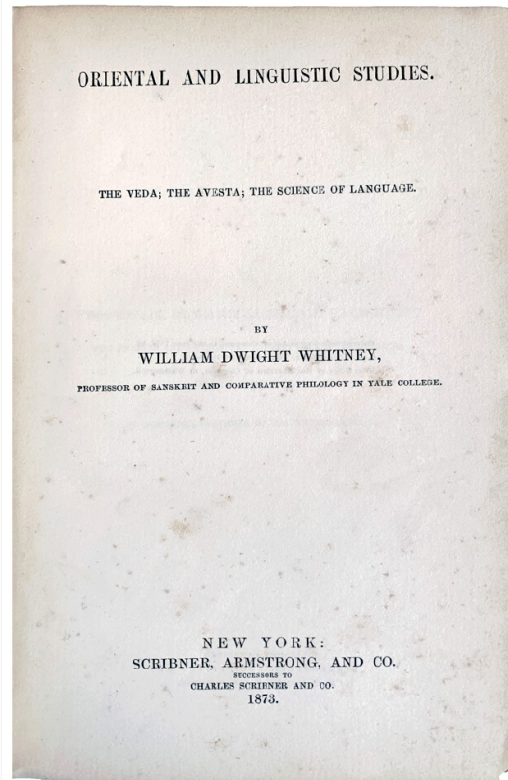 ORIENTAL AND LINGUISTIC STUDIES.
THE VEDA; THE AVESTA; THE SCIENCE OF LANGUAGE.
BY
WILLIAM DWIGHT WHITNEY,
PROFESSOR OF SANSKRIT AND COMPARATIVE PHILOLOGY IN YALE COLLEGE.
NEW YORK:
SCRIBNER, ARMSTRONG, AND CO.
SUCCESSORS TO
CHARLES SCRIBNER AND CO.
1873.